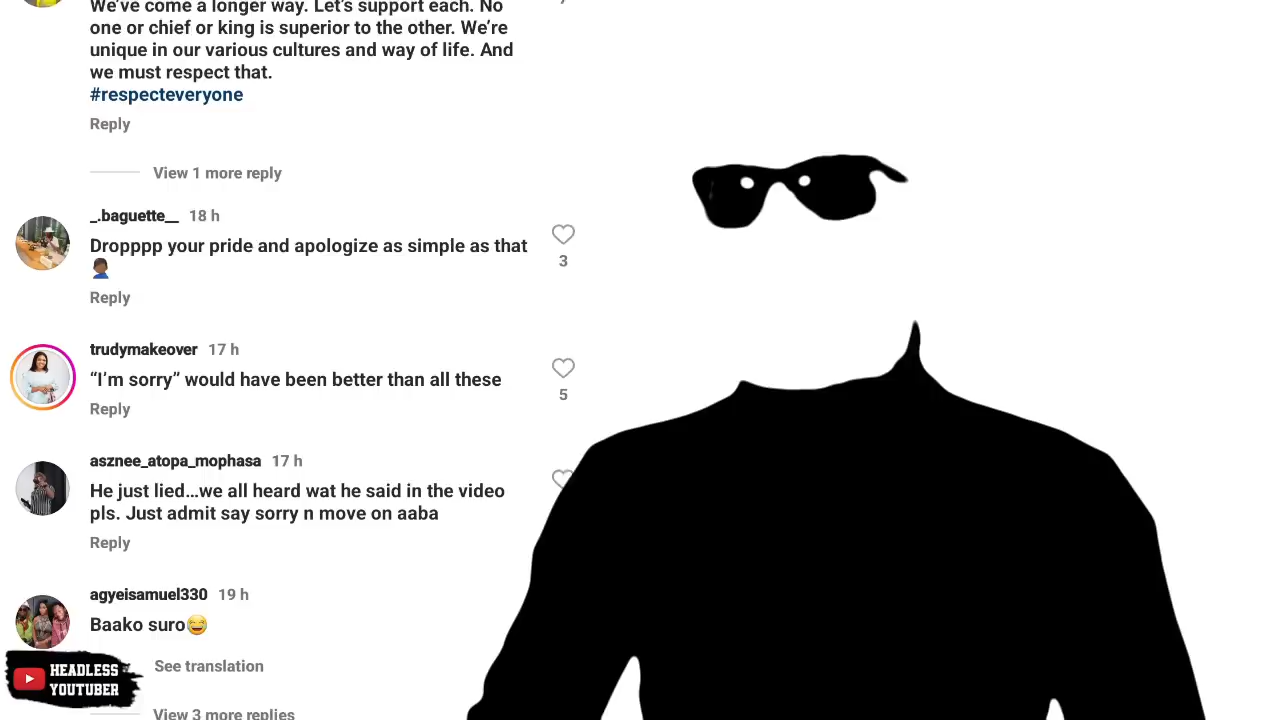 We've come a longer way. Let's support each. No
one or chief or king is superior to the other. We're
unique in our various cultures and way of life. And
we must respect that.
#respecteveryone
Reply
View 1 more reply
_.baguette__ 18 h
Dropppp your pride and apologize as simple as that
🤦🏾‍♂️
3
Reply
trudymakeover 17 h
“I'm sorry” would have been better than all these
5
Reply
asznee_atopa_mophasa 17 h
He just lied...we all heard wat he said in the video
pls. Just admit say sorry n move on aaba
Reply
agyeisamuel330 19 h
Baako suro😂
See translation
View 3 more replies
HEADLESS
YOUTUBER